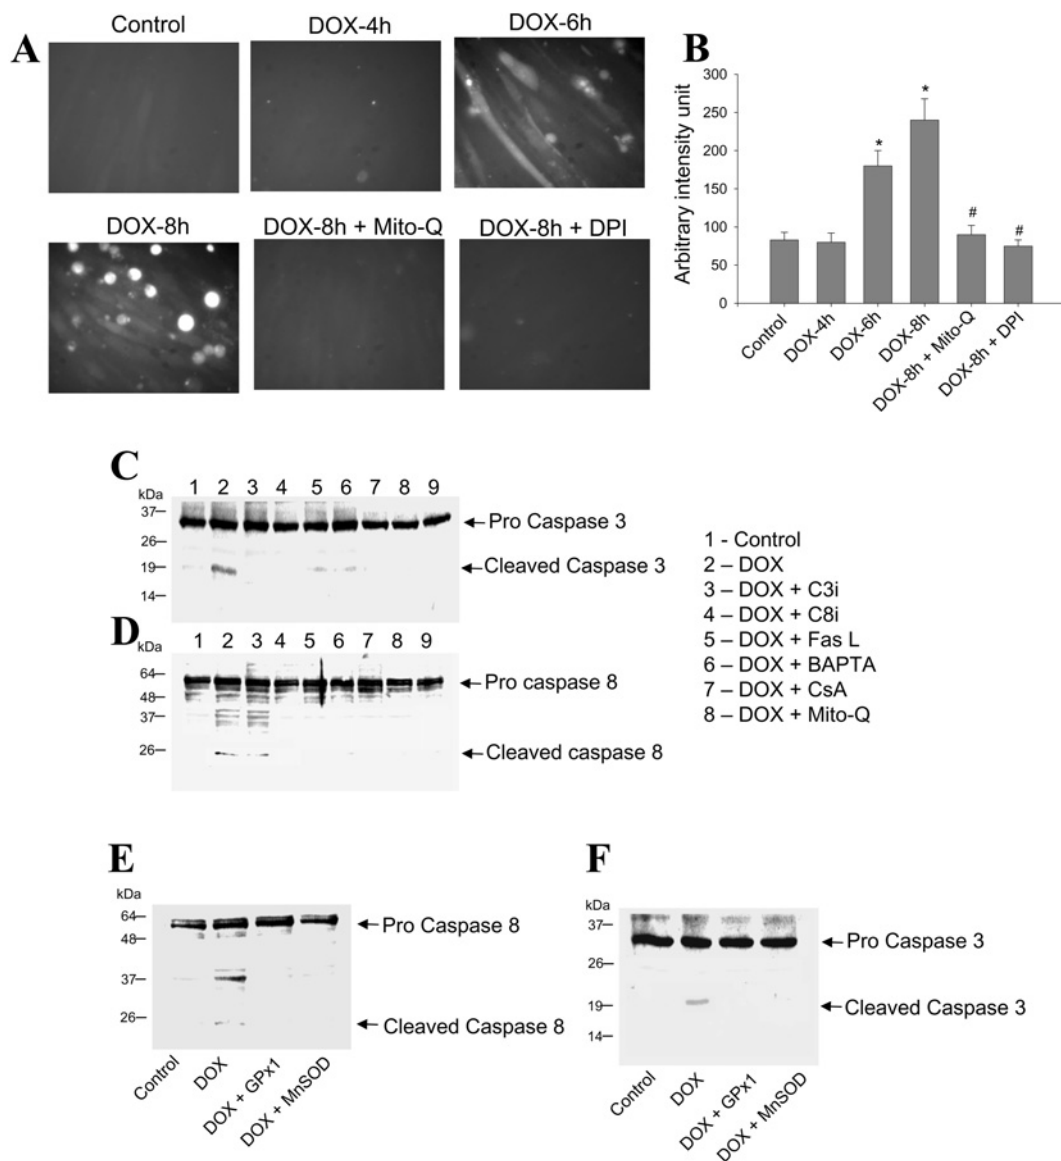 A
Control
DOX-4h
DOX-6h
DOX-8h
DOX-8h + Mito-Q
DOX-8h + DPI
B
Arbitrary intensity unit
300
250
200
150
100
50
0
*
*
#
#
Control
DOX-4h
DOX-6h
DOX-8h
DOX-8h + Mito-Q
DOX-8h + DPI
C
1 2 3 4 5 6 7 8 9
kDa
37
26
19
14
Pro Caspase 3
Cleaved Caspase 3
D
1 2 3 4 5 6 7 8 9
64
48
37
26
Pro caspase 8
Cleaved caspase 8
1 - Control
2 – DOX
3 – DOX + C3i
4 – DOX + C8i
5 – DOX + Fas L
6 – DOX + BAPTA
7 – DOX + CsA
8 – DOX + Mito-Q
E
kDa
64
48
37
26
Pro Caspase 8
Cleaved Caspase 8
Control
DOX
DOX + GPx1
DOX + MnSOD
F
kDa
37
26
19
14
Pro Caspase 3
Cleaved Caspase 3
Control
DOX
DOX + GPx1
DOX + MnSOD